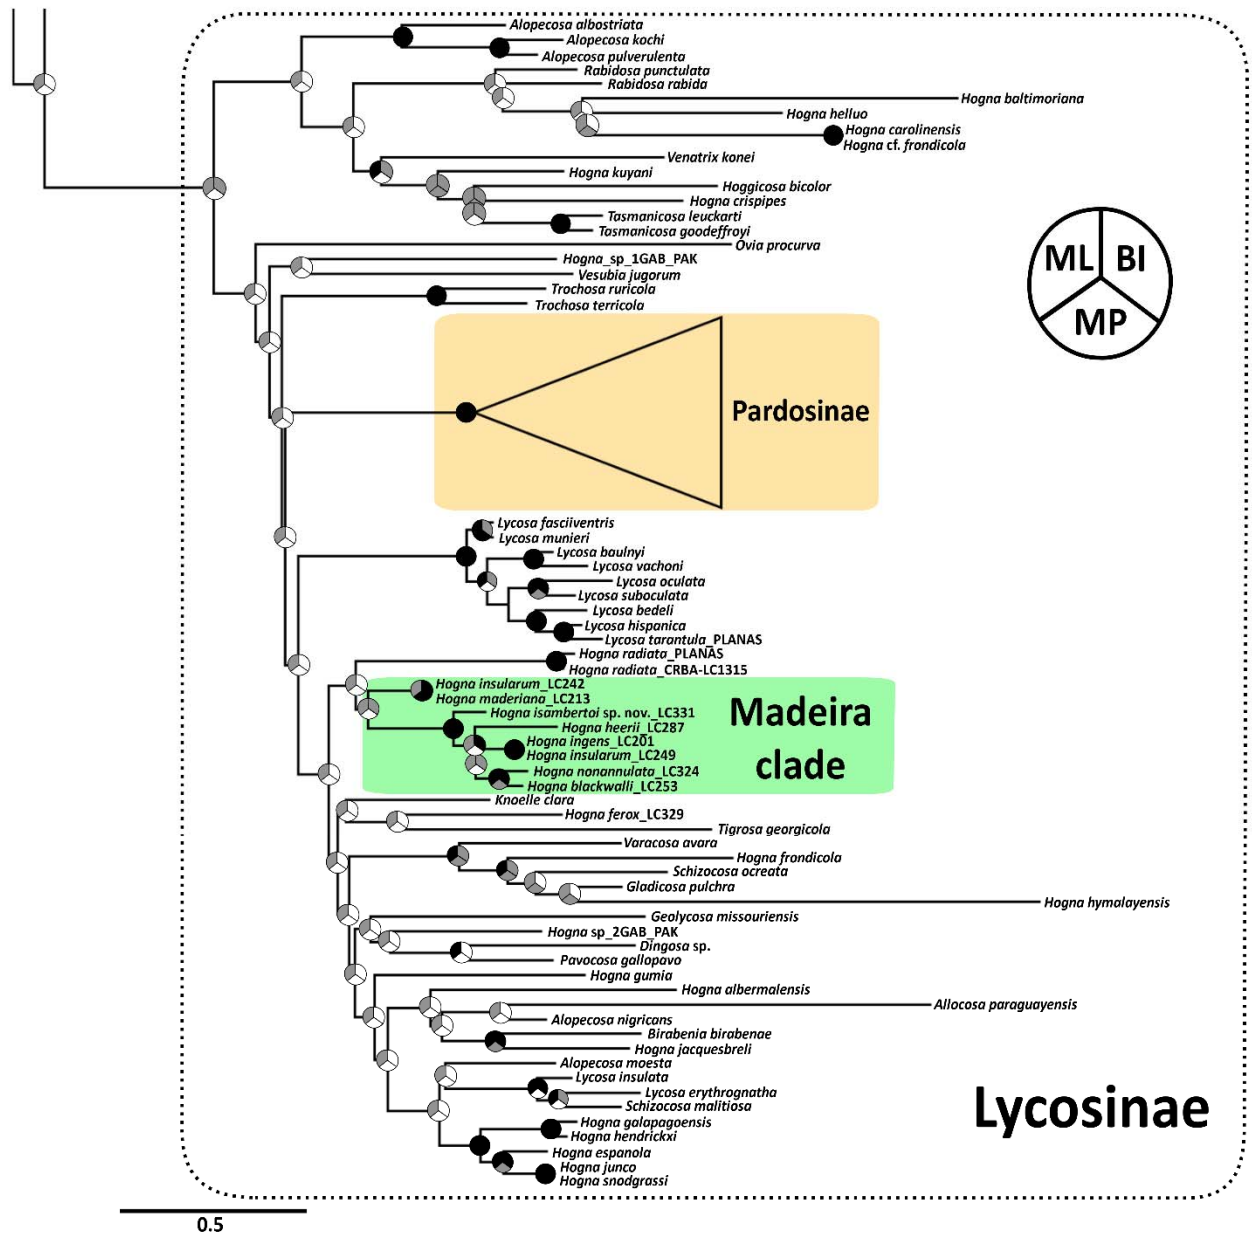 Alopecosa albostriata
Alopecosa kochi
Alopecosa pulverulenta
Rabidosa punctulata
Rabidosa rabida
Hogna baltimoriana
Hogna helluo
Hogna carolinensis
Hogna cf. frondicola
Venatrix konei
Hogna kuyani
Hoggicosa bicolor
Hogna crispipes
Tasmanicosa leuckarti
Tasmanicosa goodeffroyi
Ovia procurva
Hogna_sp_1GAB_PAK
Vesubia jugorum
Trochosa ruricola
Trochosa terricola
ML BI
MP
Pardosinae
Lycosa fasciiventris
Lycosa munieri
Lycosa baulnyi
Lycosa vachoni
Lycosa oculata
Lycosa suboculata
Lycosa bedeli
Lycosa hispanica
Lycosa tarantula_PLANAS
Hogna radiata_PLANAS
Hogna radiata_CRBA-LC1315
Hogna insularum_LC242
Hogna maderiana_LC213
Hogna isambertoi sp. nov._LC331
Hogna heerii_LC287
Hogna ingens_LC201
Hogna insularum_LC249
Hogna nonannulata_LC324
Hogna blackwalli_LC253
Madeira
clade
Knoelle clara
Hogna ferox_LC329
Tigrosa georgicola
Varacosa avara
Hogna frondicola
Schizocosa ocreata
Gladicosa pulchra
Hogna hymalayensis
Geolycosa missouriensis
Hogna sp_2GAB_PAK
Dingosa sp.
Pavocosa gallopavo
Hogna gumia
Hogna albermalensis
Allocosa paraguayensis
Alopecosa nigricans
Birabenia birabenae
Hogna jacquesbreli
Alopecosa moesta
Lycosa insulata
Lycosa erythrognatha
Schizocosa malitiosa
Hogna galapagoensis
Hogna hendrickxi
Hogna espanola
Hogna junco
Hogna snodgrassi
Lycosinae
0.5